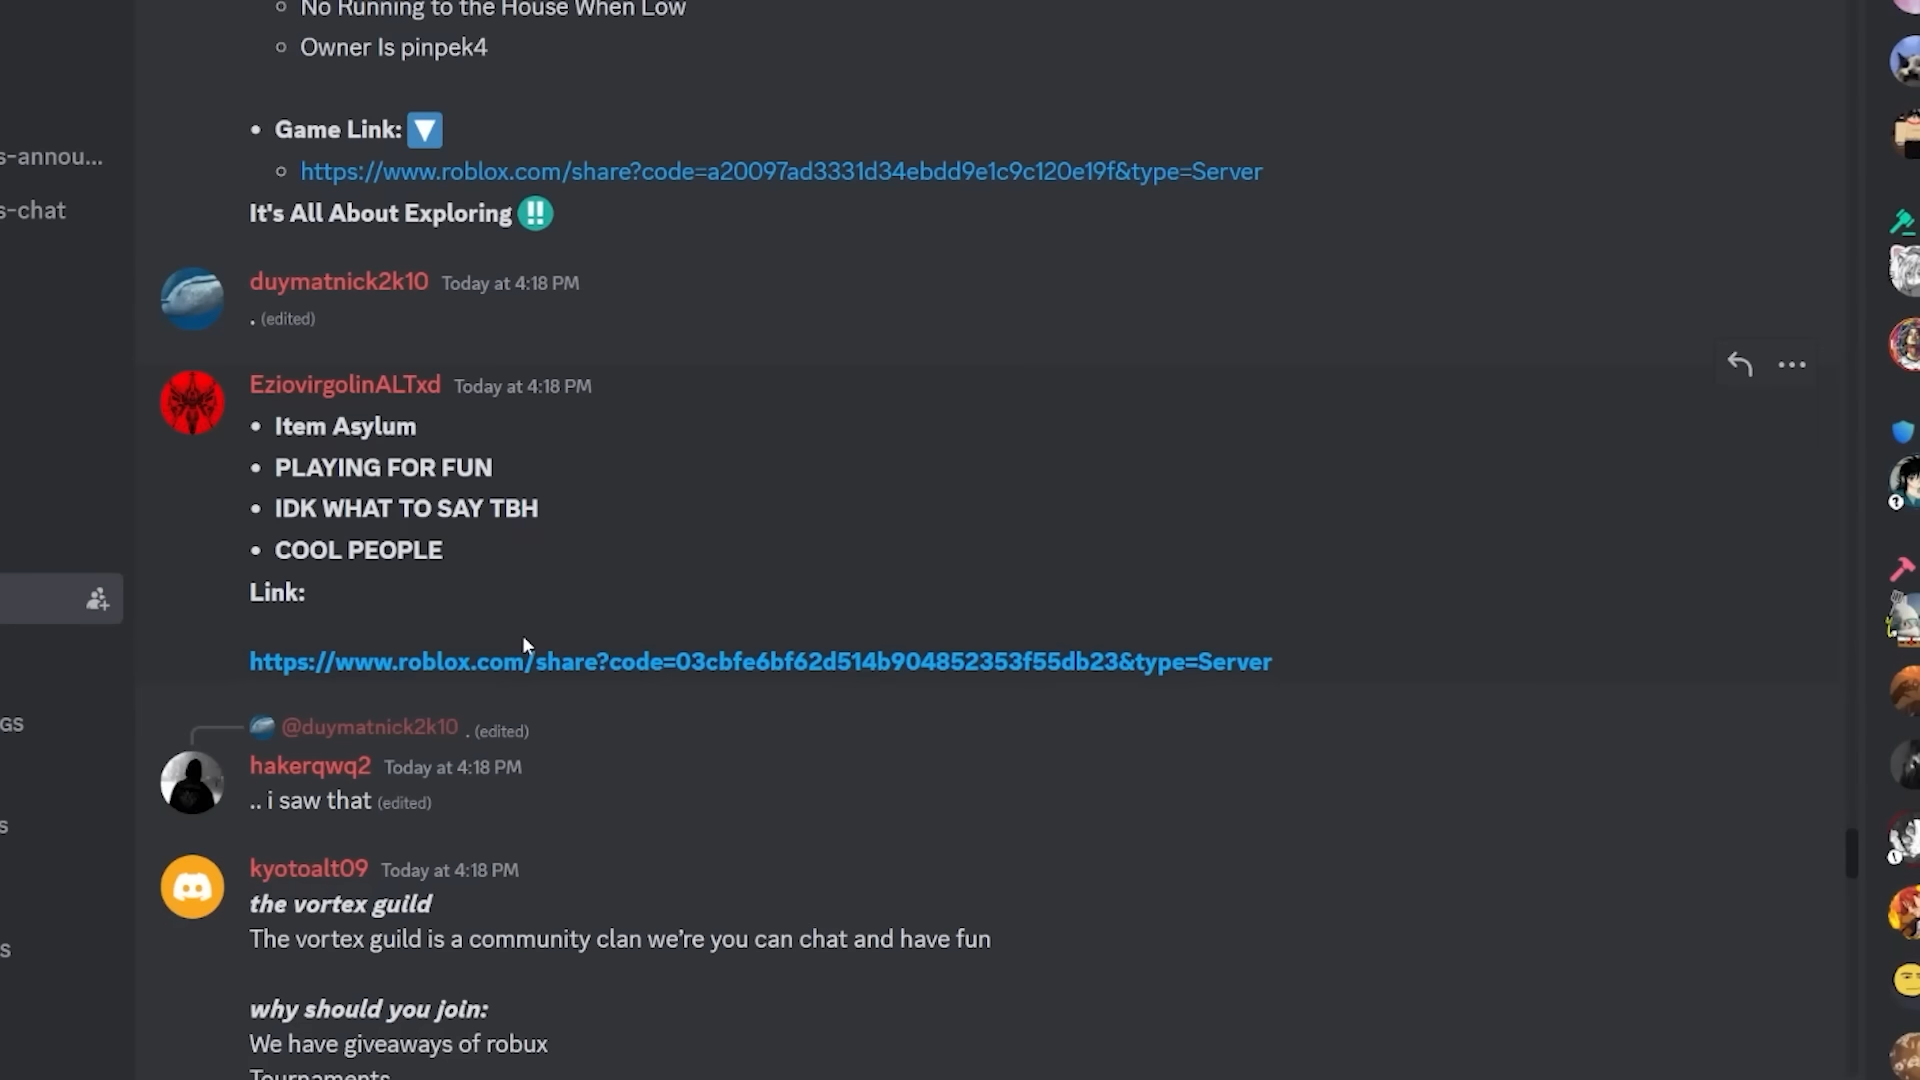 No Running to the House When Low
Owner Is pinpek4
s-annou...
Game Link:
https://www.roblox.com/share?code=a20097ad3331d34ebdd9e1c9c120e19f&type=Server
s-chat
It's All About Exploring
duymatnick2k10 Today at 4:18 PM
. (edited)
EziovirgolinALTxd Today at 4:18 PM
Item Asylum
PLAYING FOR FUN
IDK WHAT TO SAY TBH
COOL PEOPLE
Link:
https://www.roblox.com/share?code=03cbfe6bf62d514b904852353f55db23&type=Server
GS
@duymatnick2k10 . (edited)
hakerqwq2 Today at 4:18 PM
.. i saw that (edited)
S
kyotoalt09 Today at 4:18 PM
the vortex guild
The vortex guild is a community clan we're you can chat and have fun
S
why should you join:
We have giveaways of robux
Tournaments